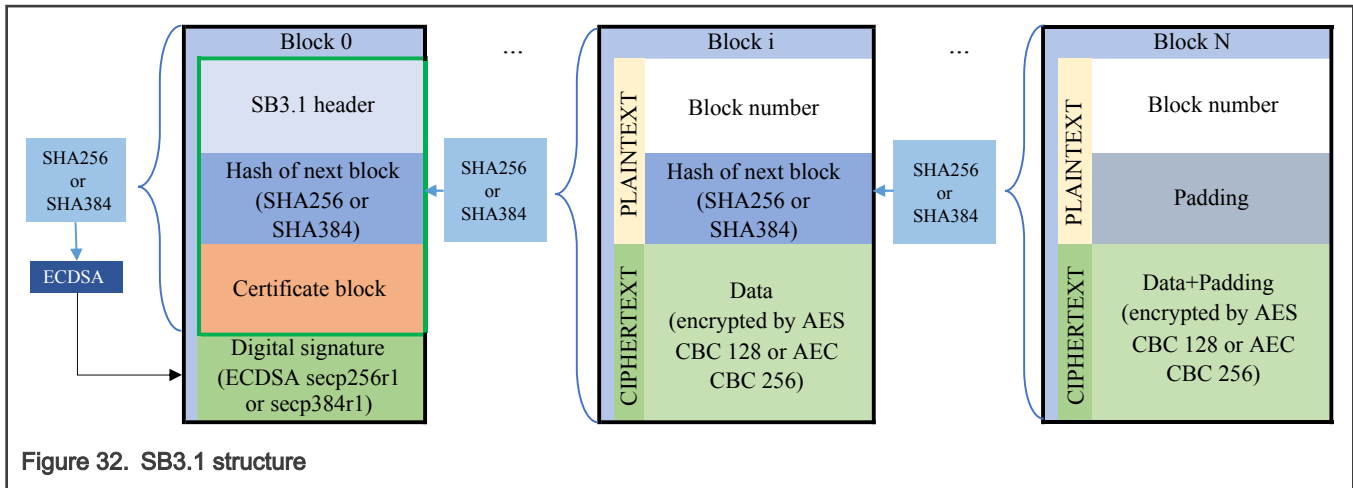 Block 0
...
Block i
...
Block N
SHA256
or
SHA384
ECDSA
SB3.1 header
Hash of next block
(SHA256 or
SHA384)
Certificate block
Digital signature
(ECDSA secp256r1
or secp384r1)
SHA256
or
SHA384
PLAINTEXT
CIPHERTEXT
Block number
Hash of next block
(SHA256 or
SHA384)
Data
(encrypted by AES
CBC 128 or AEC
CBC 256)
SHA256
or
SHA384
PLAINTEXT
CIPHERTEXT
Block number
Padding
Data+Padding
(encrypted by AES
CBC 128 or AEC
CBC 256)
Figure 32. SB3.1 structure